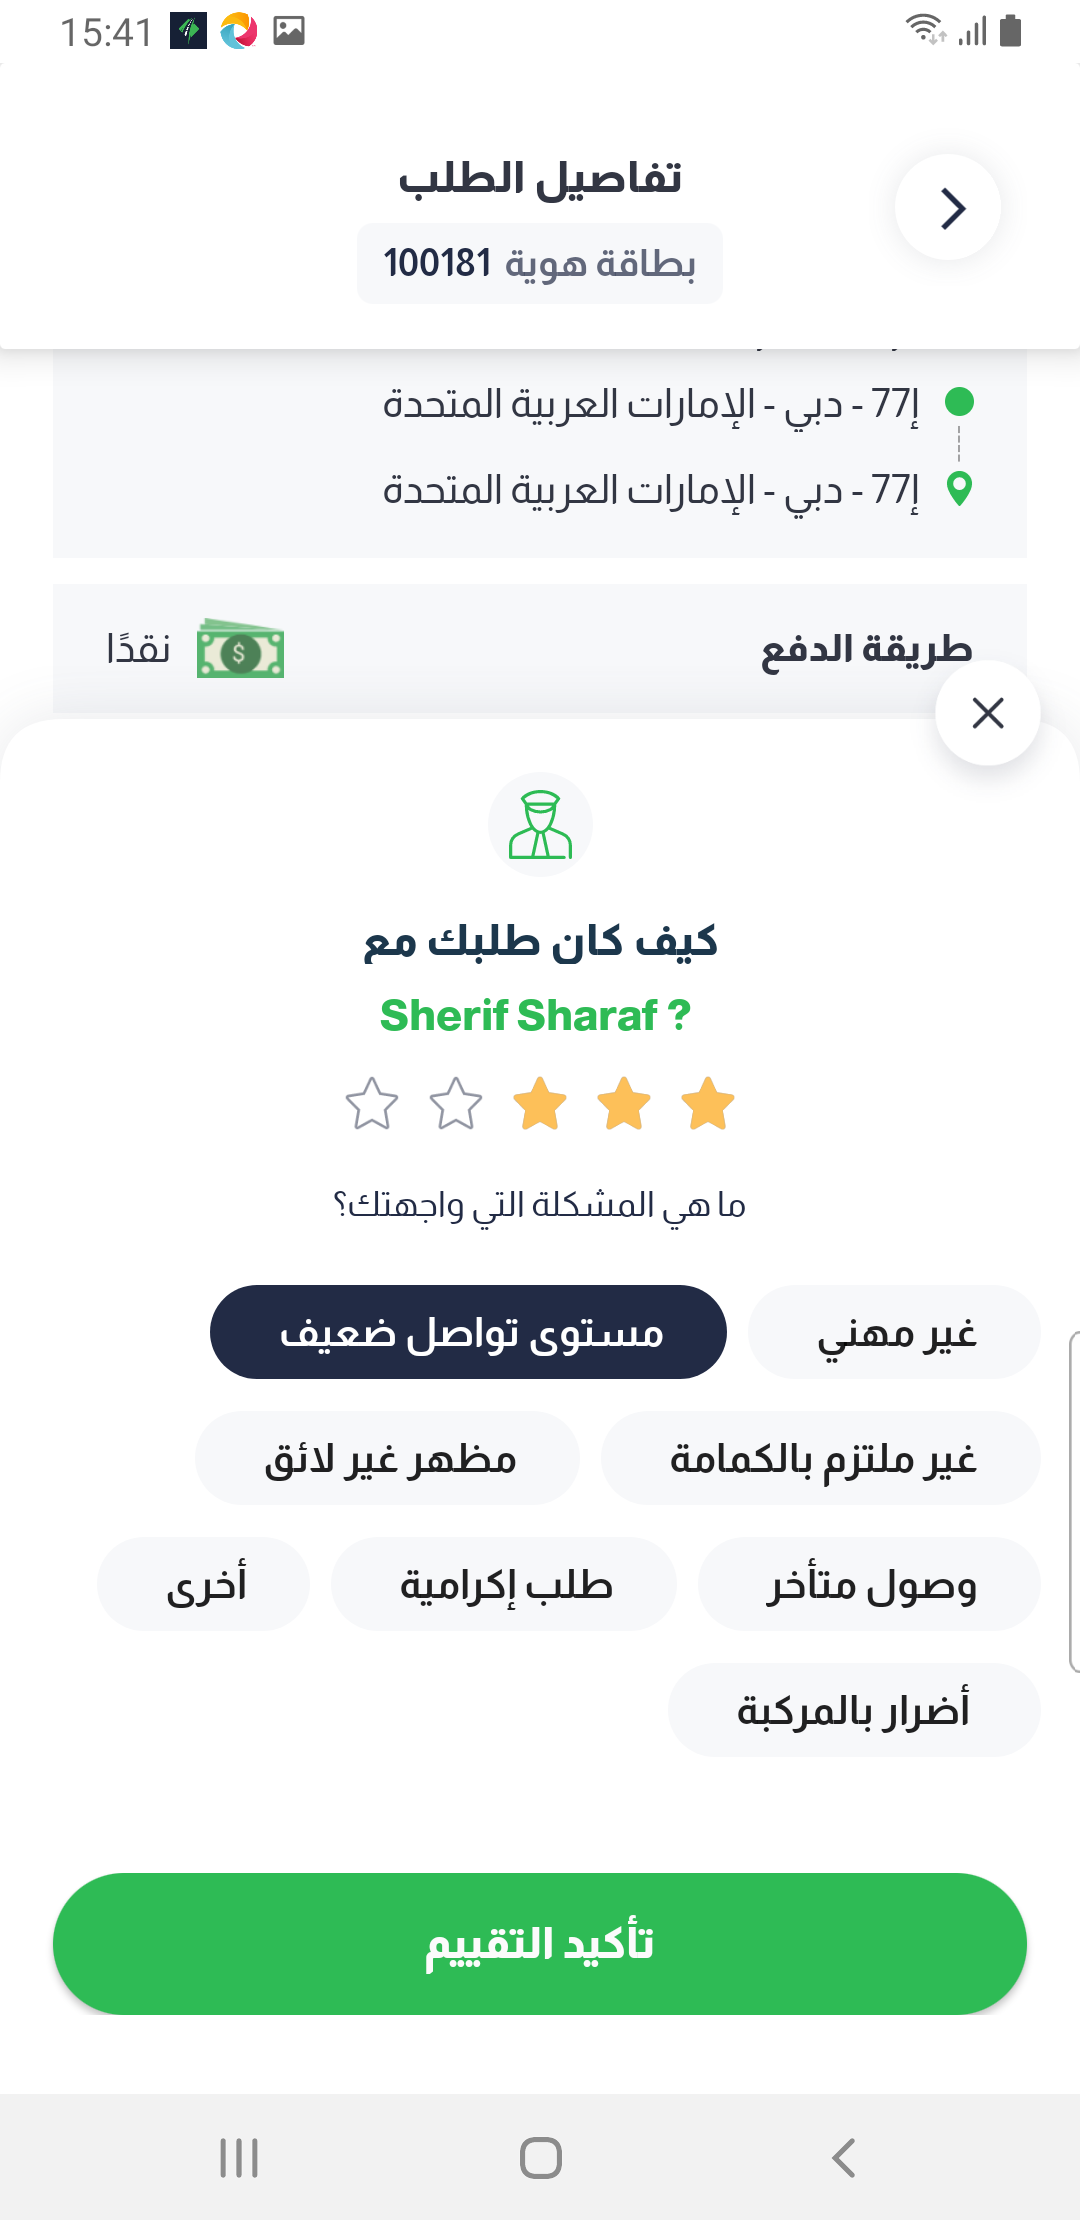 15:41
تفاصيل الطلب
بطاقة هوية 100181
إ77 - دبي - الإمارات العربية المتحدة
إ77 - دبي - الإمارات العربية المتحدة
طريقة الدفع نقدًا
كيف كان طلبك مع
Sherif Sharaf ?
ما هي المشكلة التي واجهتك؟
غير مهني مستوى تواصل ضعيف
غير ملتزم بالكمامة مظهر غير لائق
وصول متأخر طلب إكرامية أخرى
أضرار بالمركبة
تأكيد التقييم